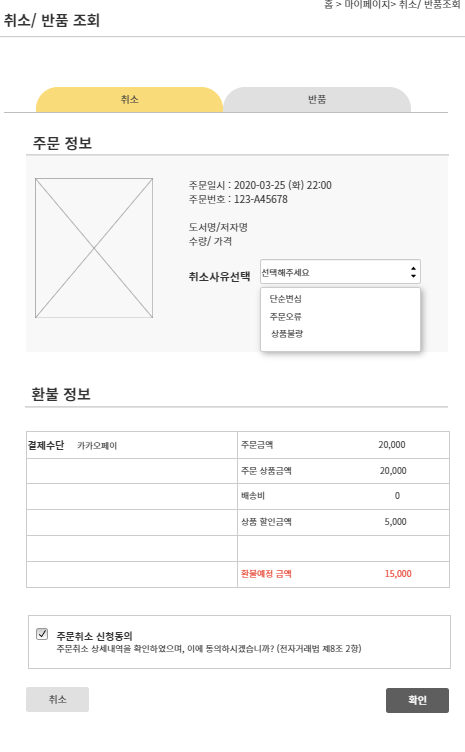 홈 > 마이페이지> 취소/ 반품조회
취소/ 반품 조회
취소
반품
주문 정보
주문일시 : 2020-03-25 (화) 22:00
주문번호 : 123-A45678
도서명/저자명
수량/ 가격
취소사유선택 선택해주세요
단순변심
주문오류
상품불량
환불 정보
결제수단 카카오페이 주문금액 20,000
주문 상품금액 20,000
배송비 0
상품 할인금액 5,000
환불예정 금액 15,000
주문취소 신청동의
주문취소 상세내역을 확인하였으며, 이에 동의하시겠습니까? (전자거래법 제8조 2항)
취소
확인